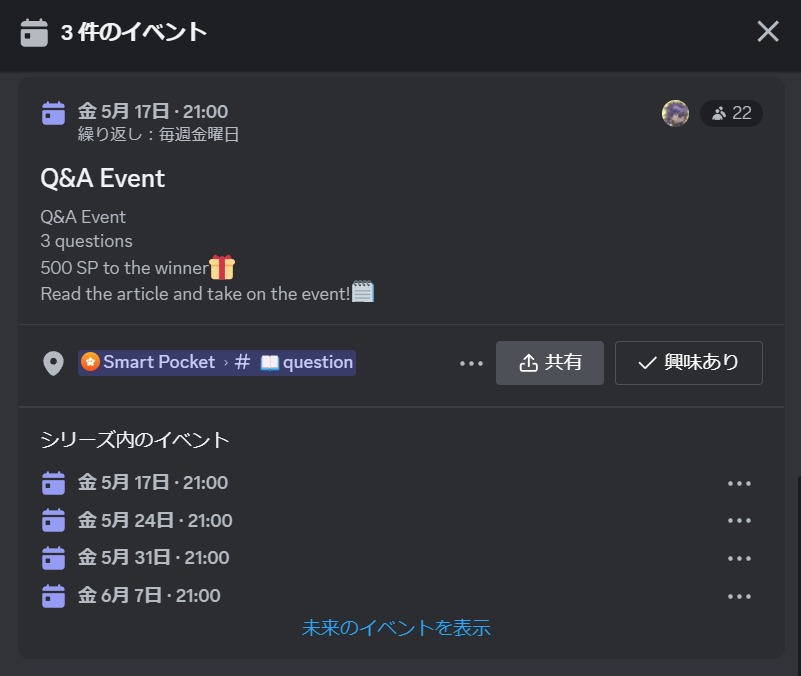 3 件のイベント
金 5月 17日 · 21:00
22
繰り返し：毎週金曜日
Q&A Event
Q&A Event
3 questions
500 SP to the winner🎁
Read the article and take on the event!🗒️
Smart Pocket › # 📖 question
共有
興味あり
シリーズ内のイベント
金 5月 17日 · 21:00
金 5月 24日 · 21:00
金 5月 31日 · 21:00
金 6月 7日 · 21:00
未来のイベントを表示